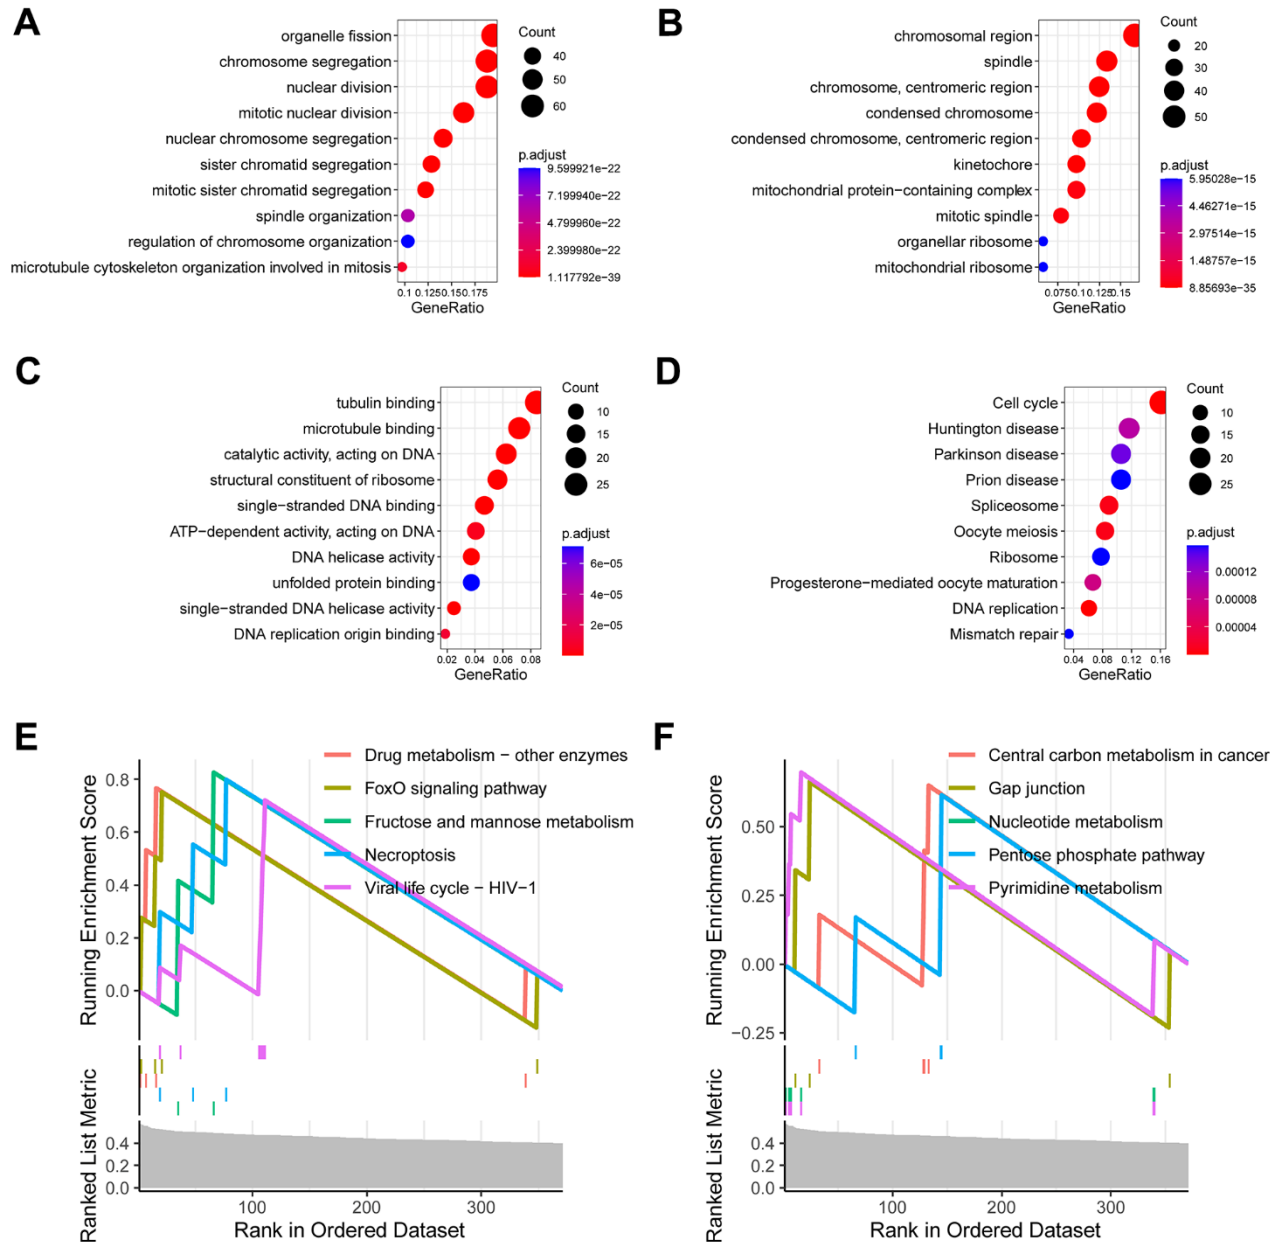 A
organelle fission
chromosome segregation
nuclear division
mitotic nuclear division
nuclear chromosome segregation
sister chromatid segregation
mitotic sister chromatid segregation
spindle organization
regulation of chromosome organization
microtubule cytoskeleton organization involved in mitosis
0.1 0.125 0.15 0.175
GeneRatio
Count
40
50
60
p.adjust
9.599921e−22
7.199940e−22
4.799960e−22
2.399980e−22
1.117792e−39
B
chromosomal region
spindle
chromosome, centromeric region
condensed chromosome
condensed chromosome, centromeric region
kinetochore
mitochondrial protein−containing complex
mitotic spindle
organellar ribosome
mitochondrial ribosome
0.075 0.10 0.125 0.15
GeneRatio
Count
20
30
40
50
p.adjust
5.95028e−15
4.46271e−15
2.97514e−15
1.48757e−15
8.85693e−35
C
tubulin binding
microtubule binding
catalytic activity, acting on DNA
structural constituent of ribosome
single−stranded DNA binding
ATP−dependent activity, acting on DNA
DNA helicase activity
unfolded protein binding
single−stranded DNA helicase activity
DNA replication origin binding
0.02 0.04 0.06 0.08
GeneRatio
Count
10
15
20
25
p.adjust
6e−05
4e−05
2e−05
D
Cell cycle
Huntington disease
Parkinson disease
Prion disease
Spliceosome
Oocyte meiosis
Ribosome
Progesterone−mediated oocyte maturation
DNA replication
Mismatch repair
0.04 0.08 0.12 0.16
GeneRatio
Count
10
15
20
25
p.adjust
0.00012
0.00008
0.00004
E
Drug metabolism − other enzymes
FoxO signaling pathway
Fructose and mannose metabolism
Necroptosis
Viral life cycle − HIV−1
Running Enrichment Score
0.8
0.6
0.4
0.2
0.0
Ranked List Metric
0.4
0.2
0.0
100 200 300
Rank in Ordered Dataset
F
Central carbon metabolism in cancer
Gap junction
Nucleotide metabolism
Pentose phosphate pathway
Pyrimidine metabolism
Running Enrichment Score
0.50
0.25
0.00
−0.25
Ranked List Metric
0.4
0.2
0.0
100 200 300
Rank in Ordered Dataset